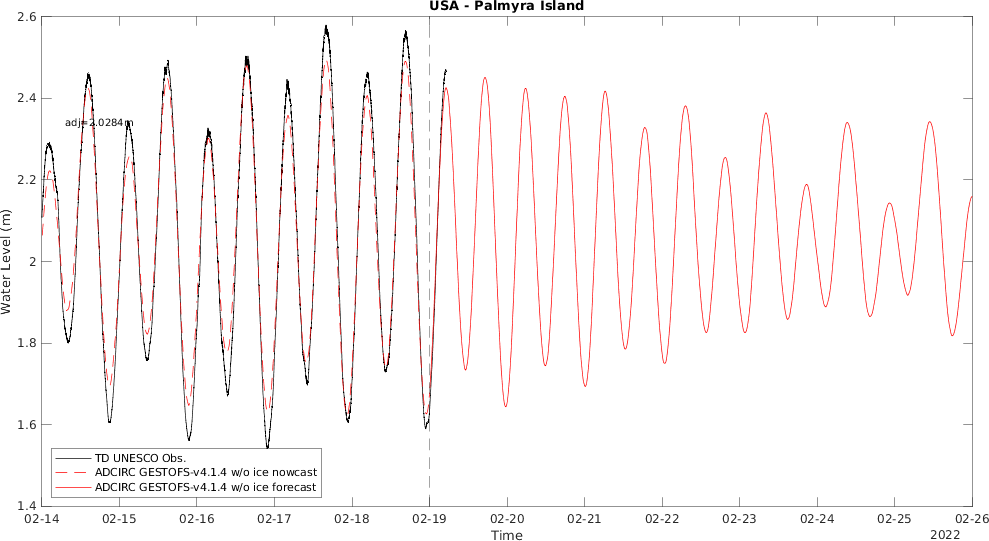 USA - Palmyra Island
2.6
2.4
2.2
2
1.8
1.6
1.4
Water Level (m)
adj=2.0284m
TD UNESCO Obs.
ADCIRC GESTOFS-v4.1.4 w/o ice nowcast
ADCIRC GESTOFS-v4.1.4 w/o ice forecast
02-14 02-15 02-16 02-17 02-18 02-19 02-20 02-21 02-22 02-23 02-24 02-25 02-26
Time
2022